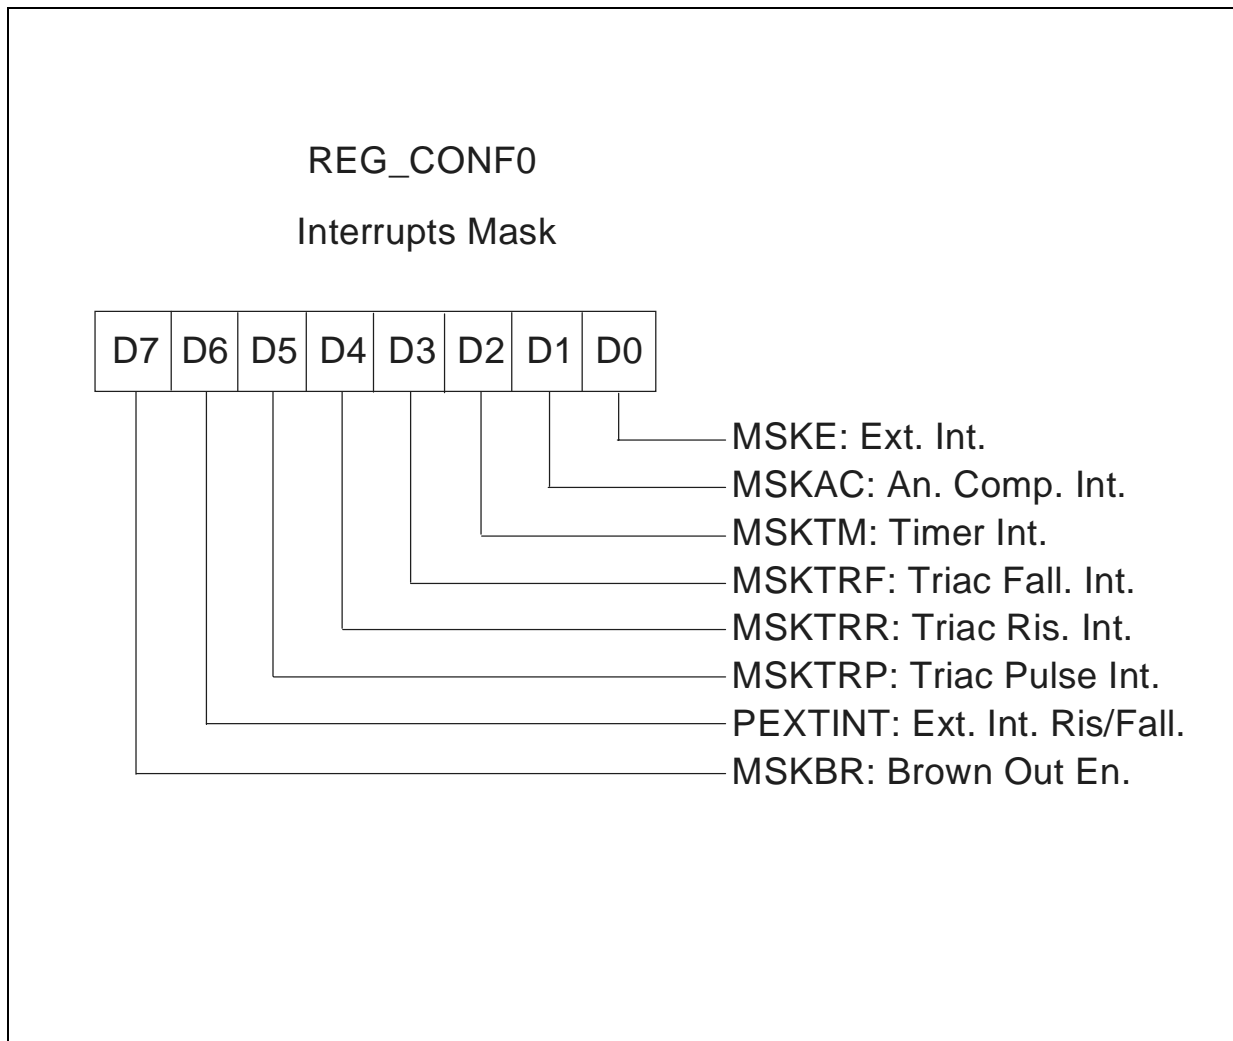 REG_CONF0
Interrupts Mask
D7 D6 D5 D4 D3 D2 D1 D0
MSKE: Ext. Int.
MSKAC: An. Comp. Int.
MSKTM: Timer Int.
MSKTRF: Triac Fall. Int.
MSKTRR: Triac Ris. Int.
MSKTRP: Triac Pulse Int.
PEXTINT: Ext. Int. Ris/Fall.
MSKBR: Brown Out En.